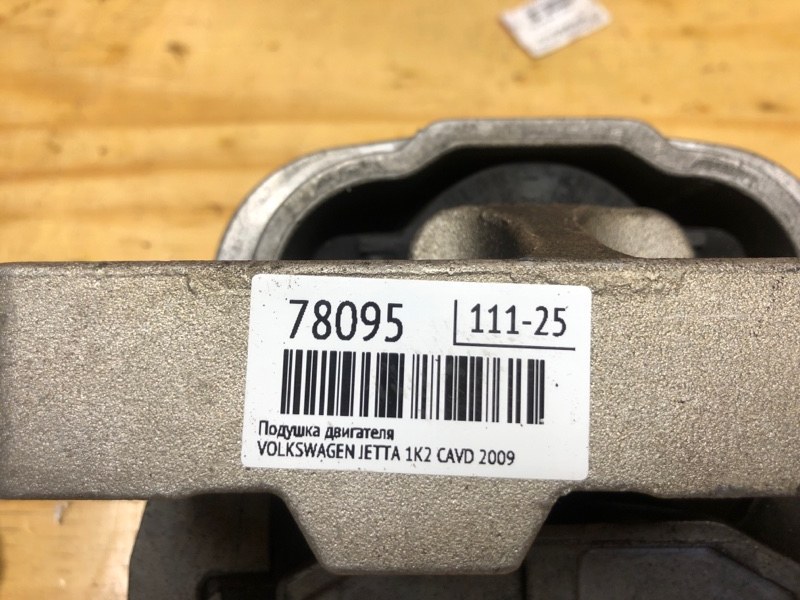 78095 111-25
Подушка двигателя
VOLKSWAGEN JETTA 1K2 CAVD 2009